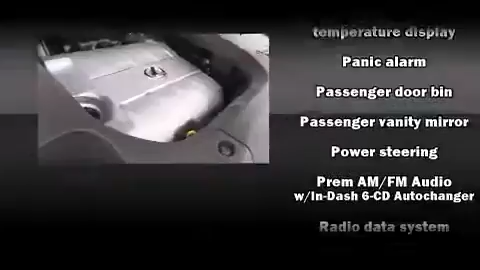 temperature display
Panic alarm
Passenger door bin
Passenger vanity mirror
Power steering
Prem AM/FM Audio
w/In-Dash 6-CD Autochanger
Radio data system